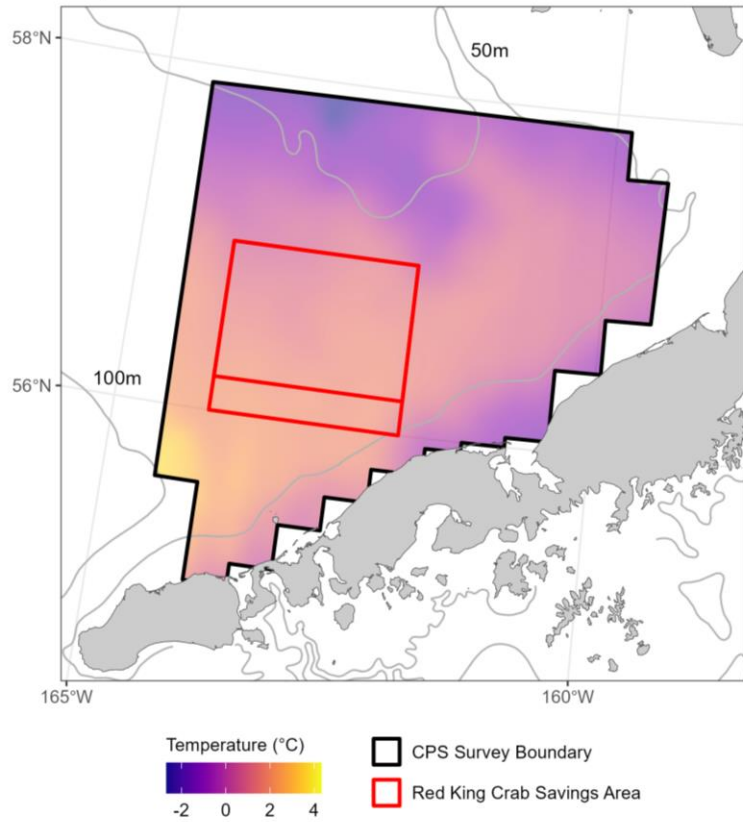 58°N
50m
100m
56°N
165°W
160°W
Temperature (°C)
-2 0 2 4
CPS Survey Boundary
Red King Crab Savings Area